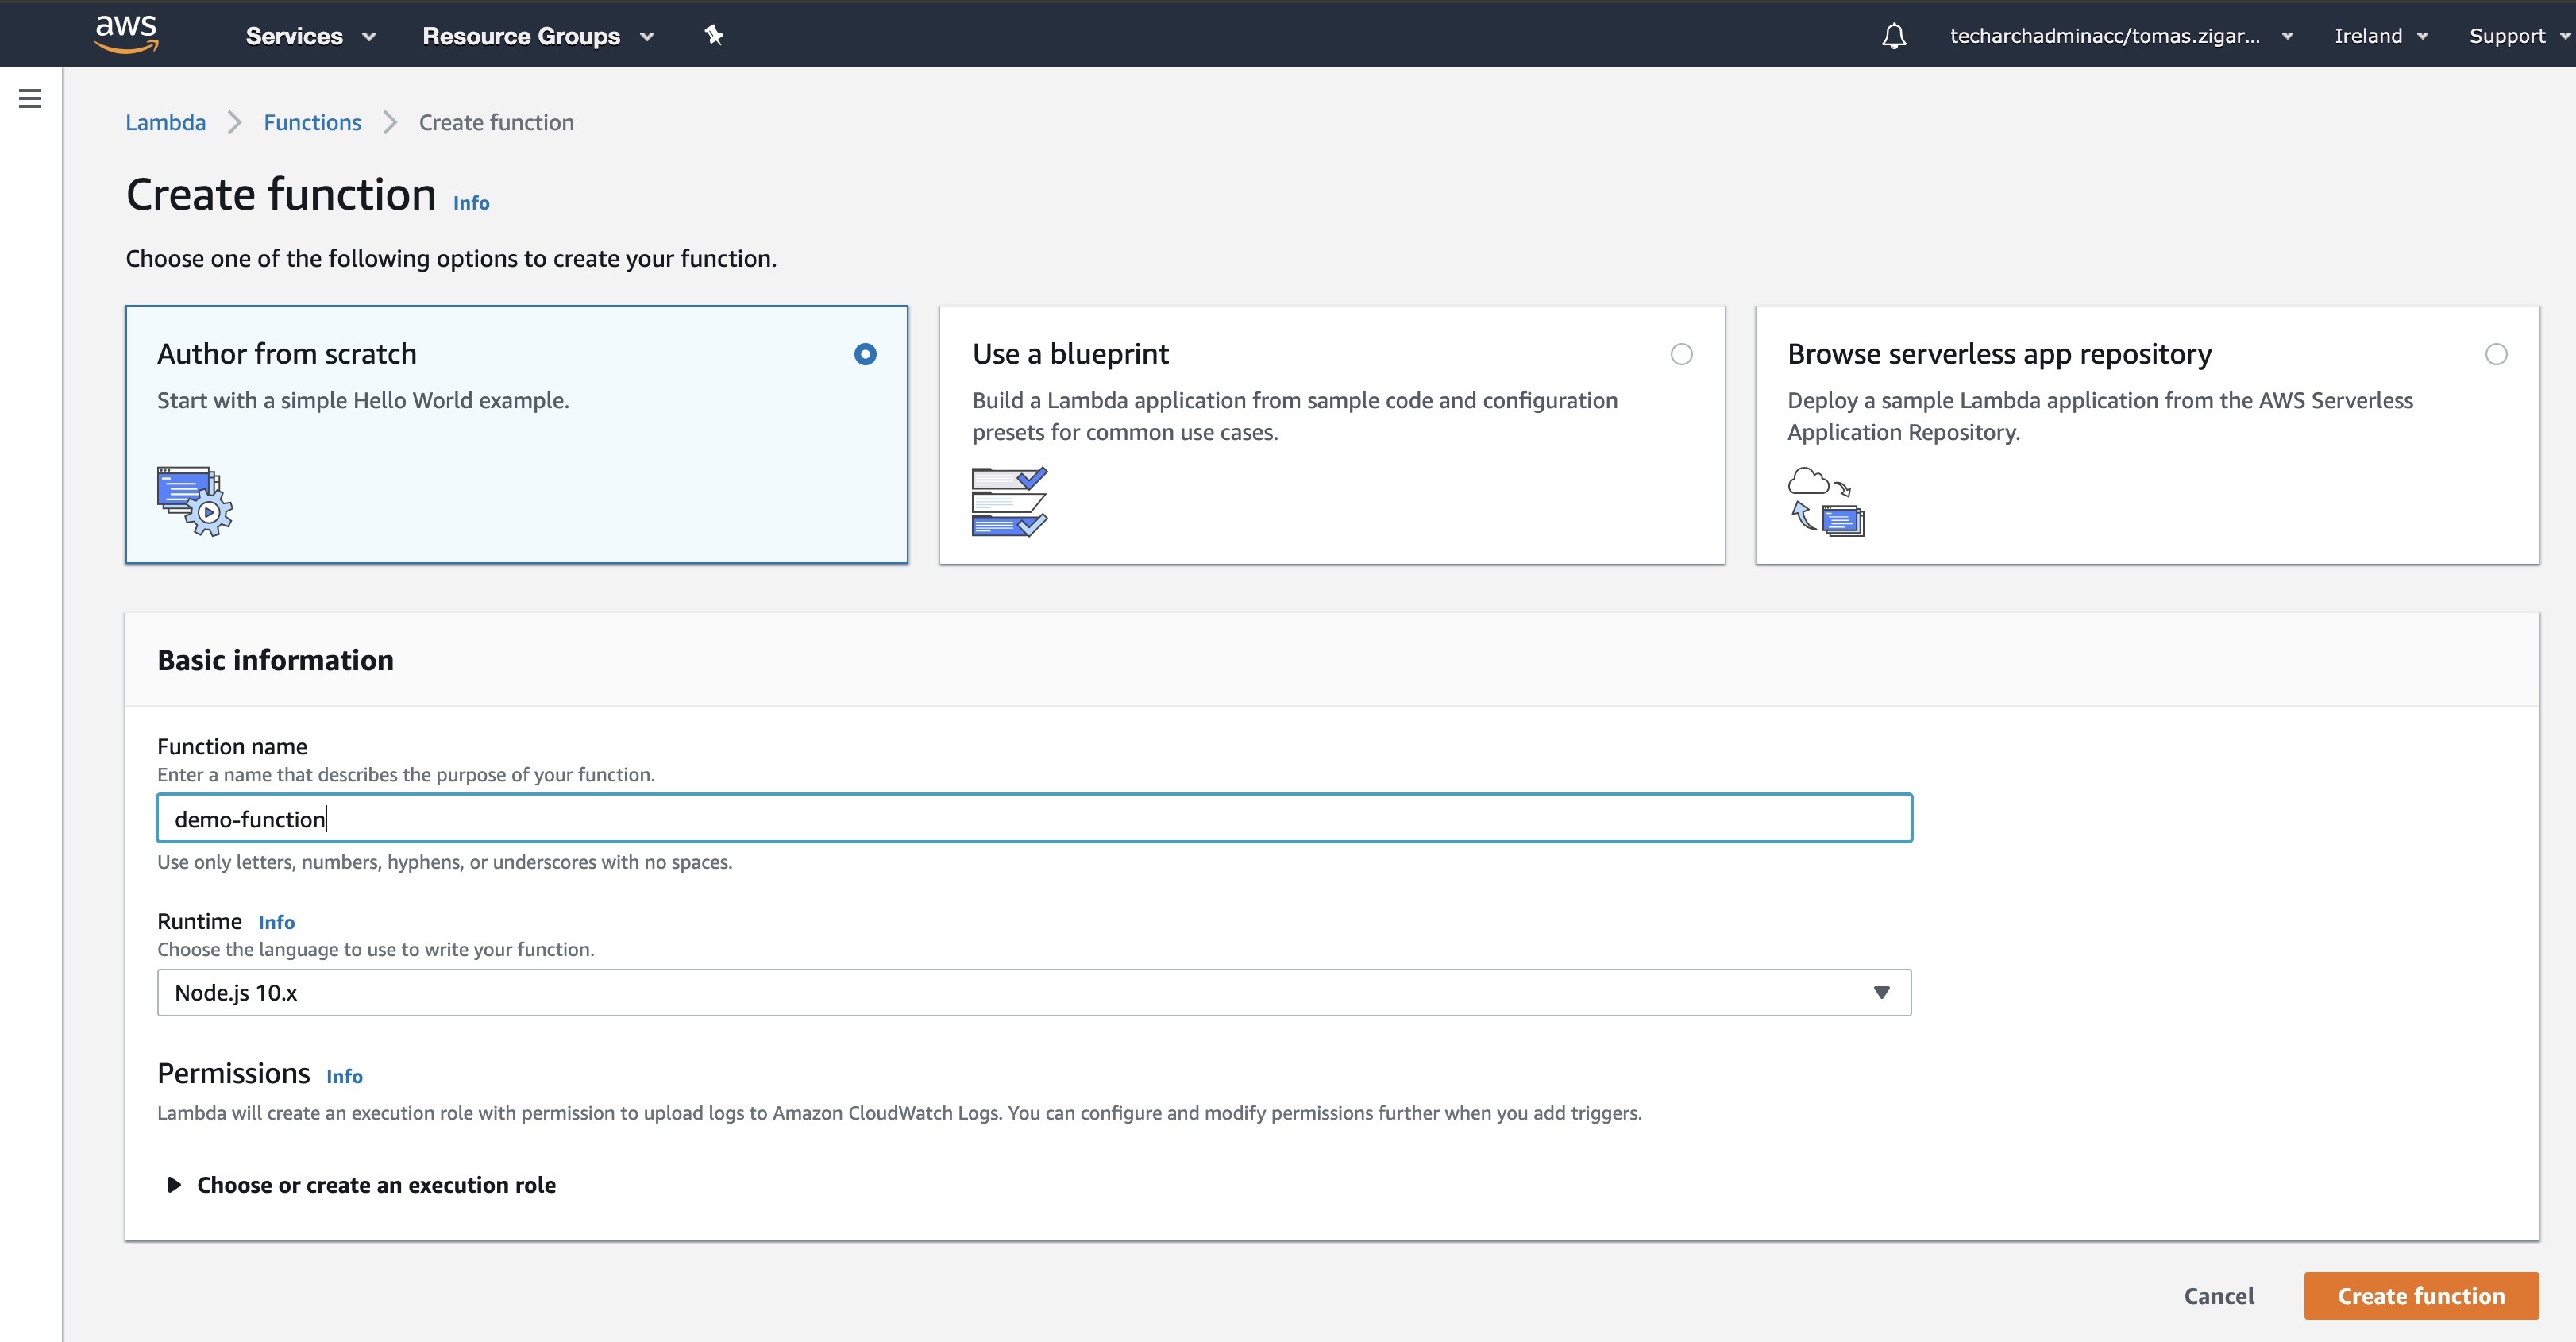 aws Services Resource Groups techarchadminacc/tomas.zigar... Ireland Support
Lambda Functions Create function
Create function Info
Choose one of the following options to create your function.
Author from scratch
Start with a simple Hello World example.
Use a blueprint
Build a Lambda application from sample code and configuration
presets for common use cases.
Browse serverless app repository
Deploy a sample Lambda application from the AWS Serverless
Application Repository.
Basic information
Function name
Enter a name that describes the purpose of your function.
demo-function
Use only letters, numbers, hyphens, or underscores with no spaces.
Runtime Info
Choose the language to use to write your function.
Node.js 10.x
Permissions Info
Lambda will create an execution role with permission to upload logs to Amazon CloudWatch Logs. You can configure and modify permissions further when you add triggers.
Choose or create an execution role
Cancel Create function